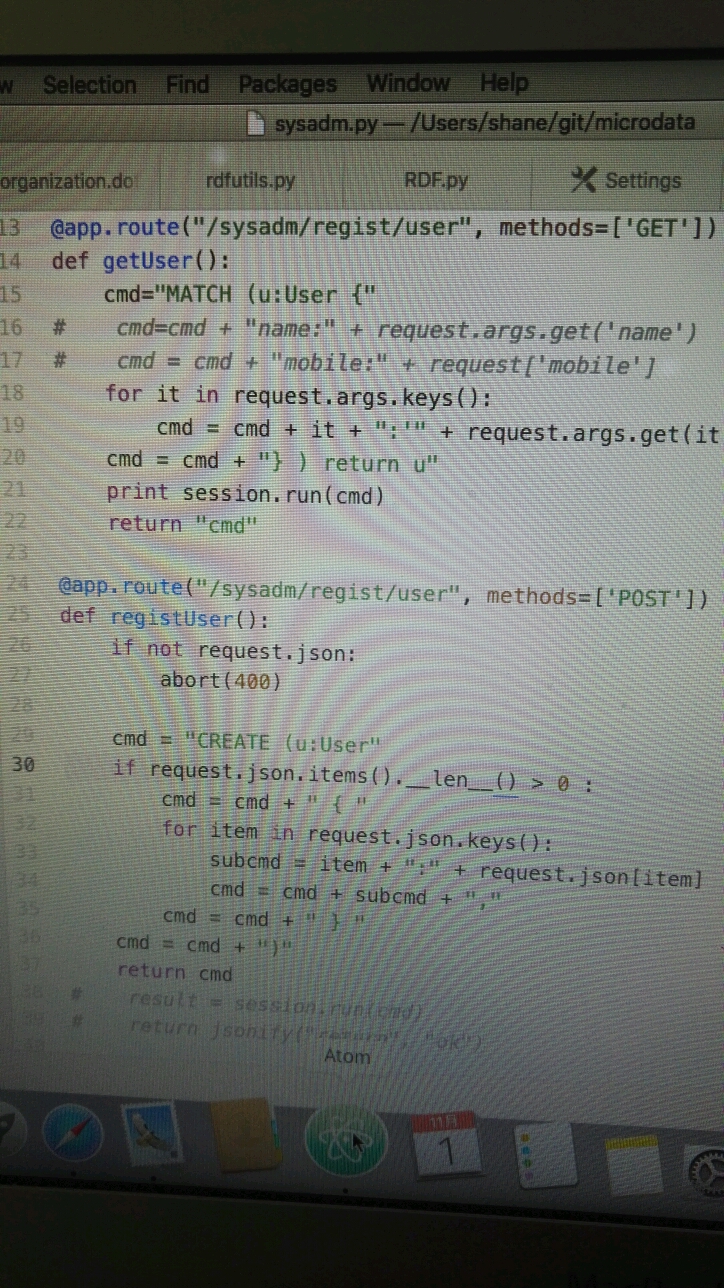 w Selection Find Packages Window Help
sysadm.py — /Users/shane/git/microdata
organization.do rdfutils.py RDF.py Settings
13 @app.route("/sysadm/regist/user", methods=['GET'])
14 def getUser():
15 cmd="MATCH (u:User {"
16 # cmd=cmd + "name:" + request.args.get('name')
17 # cmd = cmd + "mobile:" + request['mobile']
18 for it in request.args.keys():
19 cmd = cmd + it + ":'" + request.args.get(it
20 cmd = cmd + "} ) return u"
21 print session.run(cmd)
22 return "cmd"
23
24 @app.route("/sysadm/regist/user", methods=['POST'])
25 def registUser():
26 if not request.json:
27 abort(400)
28
29 cmd = "CREATE (u:User"
30 if request.json.items().__len__() > 0 :
31 cmd = cmd + " { "
32 for item in request.json.keys():
33 subcmd = item + ":" + request.json[item]
34 cmd = cmd + subcmd + ","
35 cmd = cmd + " } "
36 cmd = cmd + ")"
37 return cmd
38 # result = session.run(cmd)
39 # return jsonify("return", "ok")
Atom
11月
1